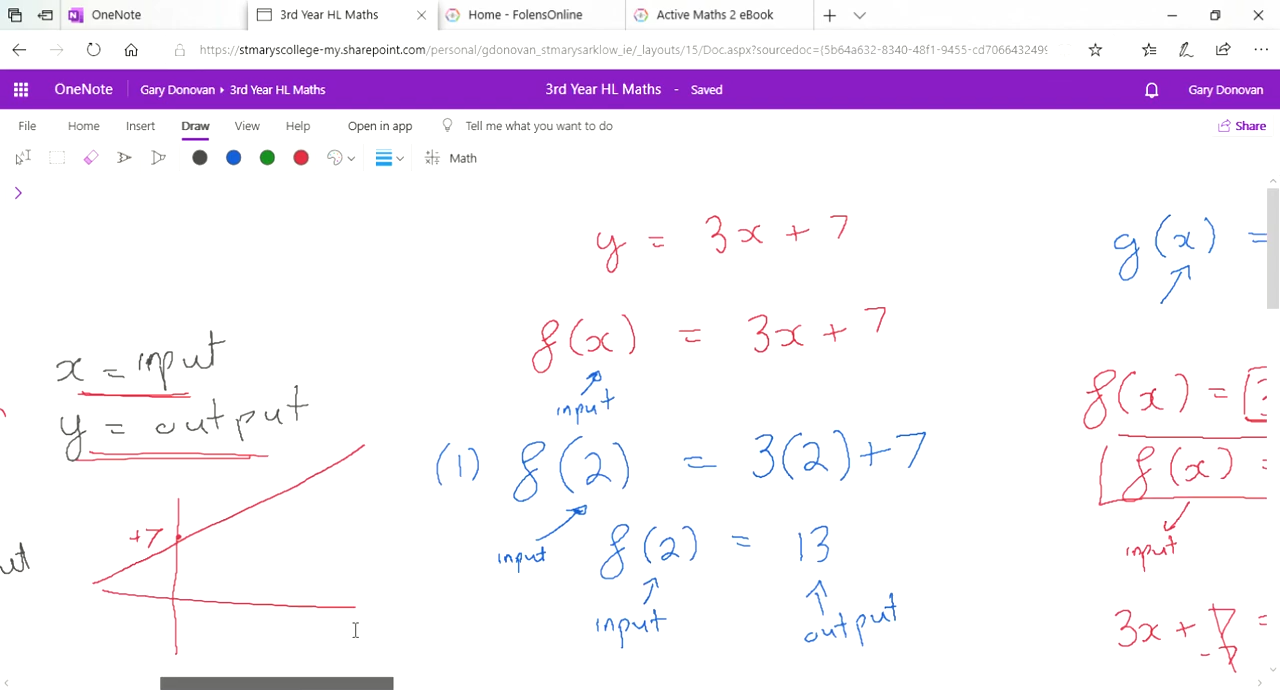 OneNote
3rd Year HL Maths
Home - FolensOnline
Active Maths 2 eBook
https://stmaryscollege-my.sharepoint.com/personal/gdonovan_stmarysarklow_ie/_layouts/15/Doc.aspx?sourcedoc={5b64a632-8340-48f1-9455-cd7066432499
OneNote
Gary Donovan ▸ 3rd Year HL Maths
3rd Year HL Maths - Saved
Gary Donovan
File Home Insert Draw View Help Open in app Tell me what you want to do
Share
Math
y = 3x + 7
g(x) =
f(x) = 3x + 7
input
x = input
y = output
f(x) =
(1) f(2) = 3(2) + 7
f(x) =
input
+7
input
f(2) = 13
input
output
3x + 7 =
- 7